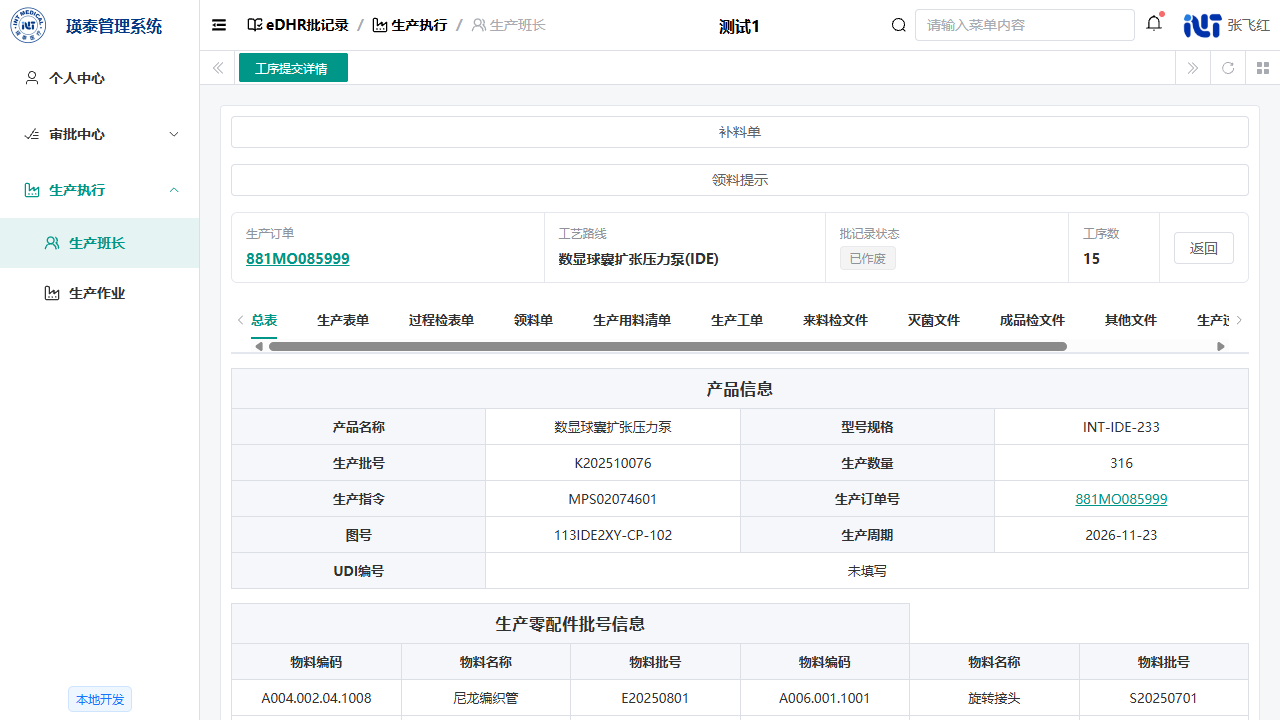 瑛泰管理系统
eDHR批记录 / 生产执行 / 生产班长
测试1
请输入菜单内容
张飞红
个人中心
审批中心
生产执行
生产班长
生产作业
本地开发
工序提交详情
补料单
领料提示
生产订单
881MO085999
工艺路线
数显球囊扩张压力泵(IDE)
批记录状态
已作废
工序数
15
返回
总表 生产表单 过程检表单 领料单 生产用料清单 生产工单 来料检文件 灭菌文件 成品检文件 其他文件
产品信息
产品名称 数显球囊扩张压力泵 型号规格 INT-IDE-233
生产批号 K202510076 生产数量 316
生产指令 MPS02074601 生产订单号 881MO085999
图号 113IDE2XY-CP-102 生产周期 2026-11-23
UDI编号 未填写
生产零配件批号信息
物料编码 物料名称 物料批号 物料编码 物料名称 物料批号
A004.002.04.1008 尼龙编织管 E20250801 A006.001.1001 旋转接头 S20250701